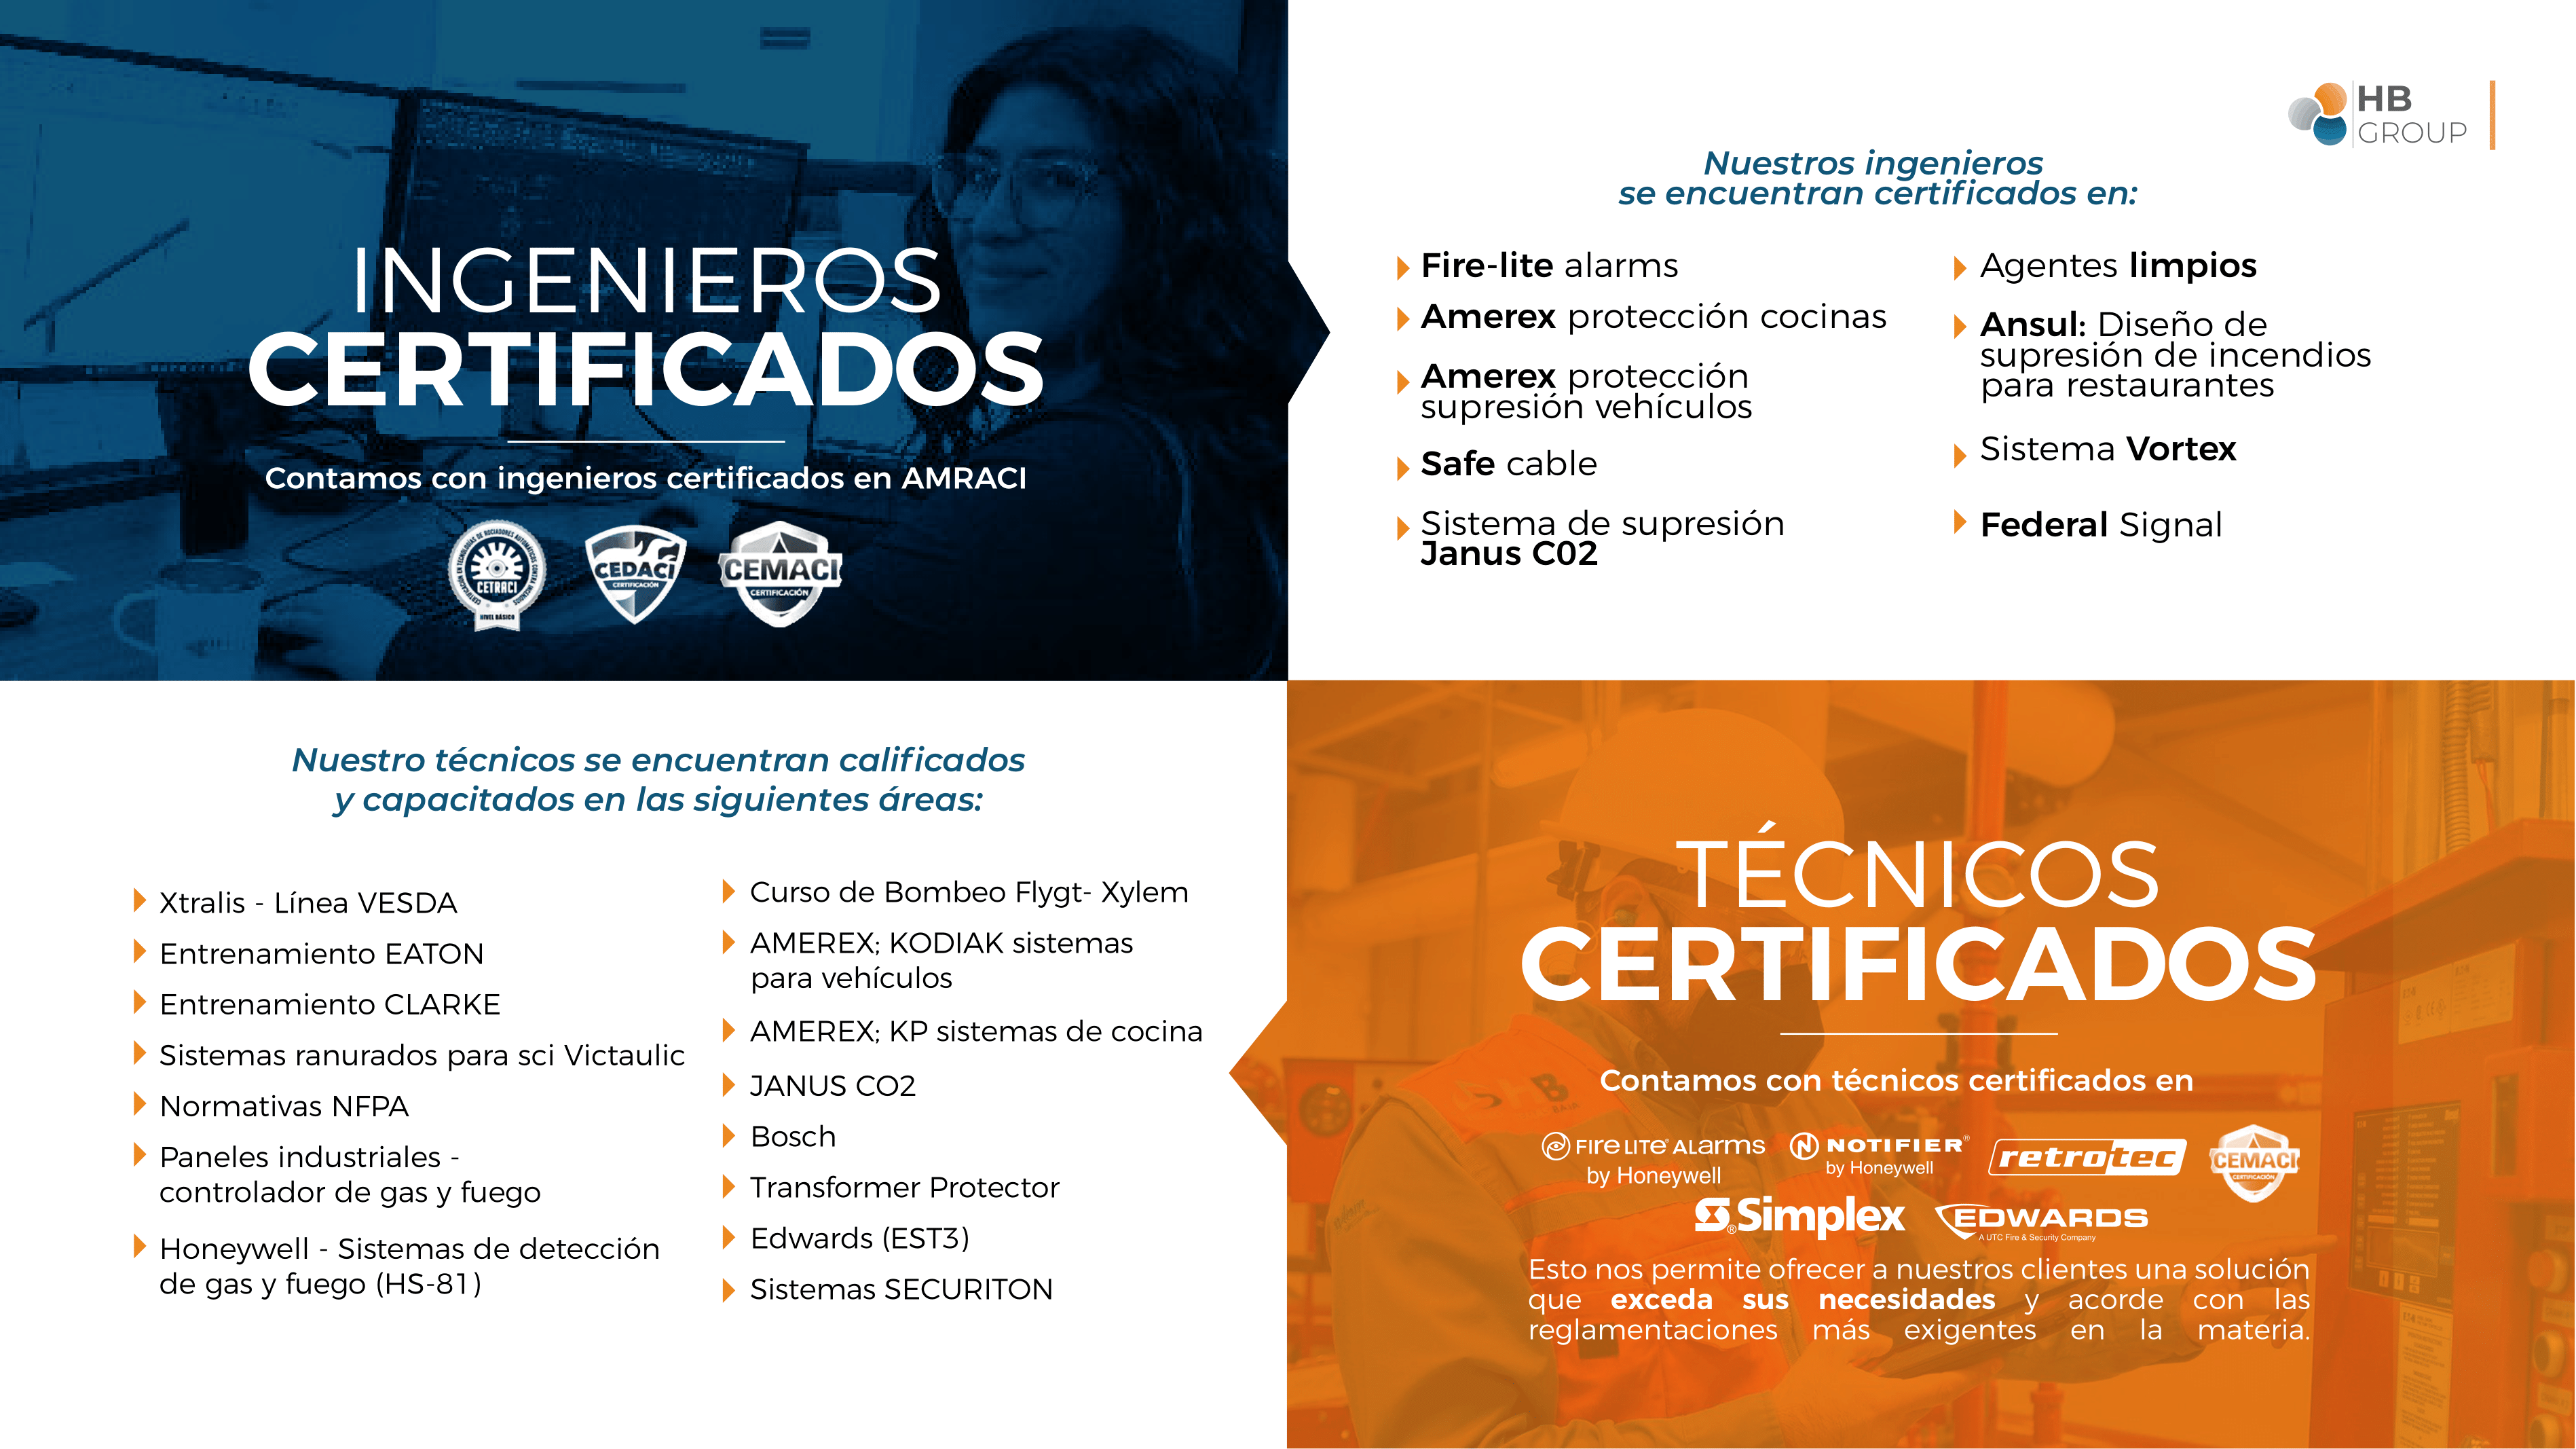 INGENIEROS
CERTIFICADOS
Contamos con ingenieros certificados en AMRACI
CETRACI
NIVEL BÁSICO
CEDACI
CERTIFICACIÓN
CEMACI
CERTIFICACIÓN
HB
GROUP
Nuestros ingenieros
se encuentran certificados en:
Fire-lite alarms
Amerex protección cocinas
Amerex protección
supresión vehículos
Safe cable
Sistema de supresión
Janus C02
Agentes limpios
Ansul: Diseño de
supresión de incendios
para restaurantes
Sistema Vortex
Federal Signal
Nuestro técnicos se encuentran calificados
y capacitados en las siguientes áreas:
Xtralis - Línea VESDA
Entrenamiento EATON
Entrenamiento CLARKE
Sistemas ranurados para sci Victaulic
Normativas NFPA
Paneles industriales -
controlador de gas y fuego
Honeywell - Sistemas de detección
de gas y fuego (HS-81)
Curso de Bombeo Flygt- Xylem
AMEREX; KODIAK sistemas
para vehículos
AMEREX; KP sistemas de cocina
JANUS CO2
Bosch
Transformer Protector
Edwards (EST3)
Sistemas SECURITON
TÉCNICOS
CERTIFICADOS
Contamos con técnicos certificados en
FIRE LITE ALARMS
by Honeywell
NOTIFIER®
by Honeywell
retrotec
CEMACI
CERTIFICACIÓN
®Simplex
EDWARDS
A UTC Fire & Security Company
Esto nos permite ofrecer a nuestros clientes una solución
que exceda sus necesidades y acorde con las
reglamentaciones más exigentes en la materia.